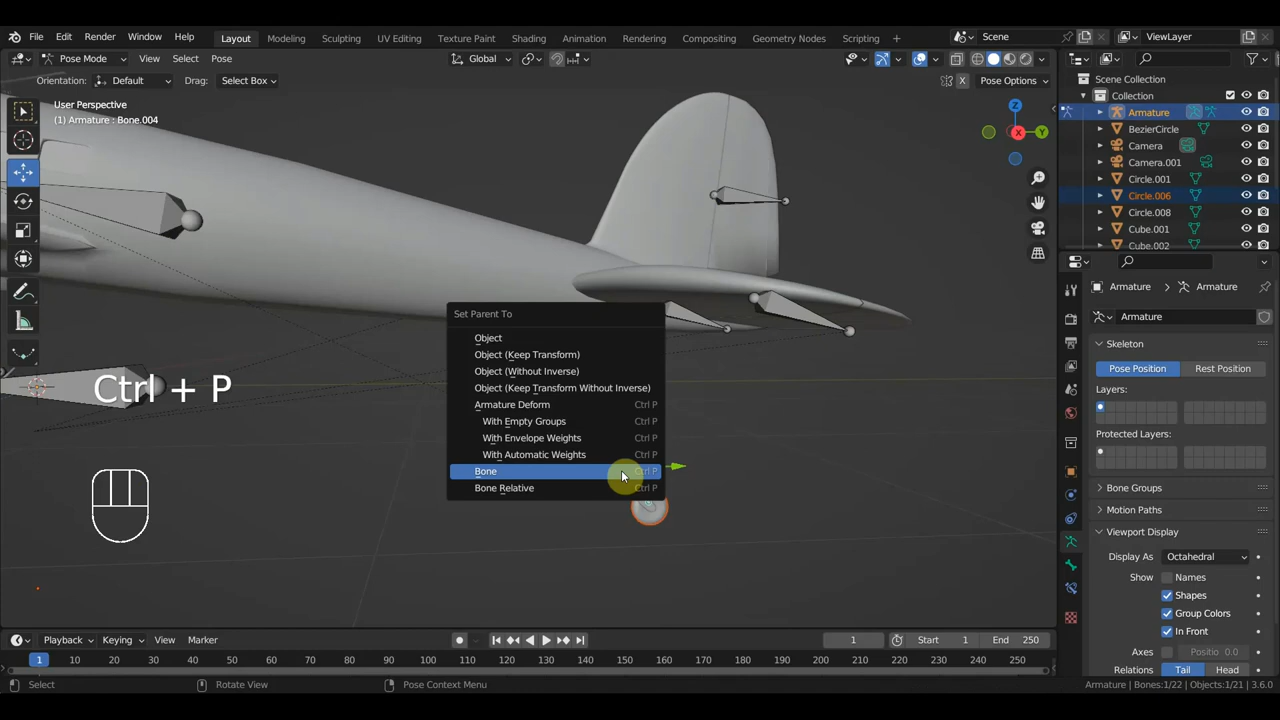 File Edit Render Window Help Layout Modeling Sculpting UV Editing Texture Paint Shading Animation Rendering Compositing Geometry Nodes Scripting + Scene ViewLayer
Pose Mode View Select Pose Global Pose Options
Orientation: Default Drag: Select Box X
User Perspective
(1) Armature : Bone.004
Z
Y
X
Scene Collection
Collection
Armature
BezierCircle
Camera
Camera.001
Circle.001
Circle.006
Circle.008
Cube.001
Cube.002
Armature Armature
Armature
Skeleton
Pose Position Rest Position
Layers:
Protected Layers:
Bone Groups
Motion Paths
Viewport Display
Display As Octahedral
Show Names
Shapes
Group Colors
In Front
Axes Positio 0.0
Relations Tail Head
Set Parent To
Object
Object (Keep Transform)
Object (Without Inverse)
Object (Keep Transform Without Inverse)
Armature Deform Ctrl P
With Empty Groups Ctrl P
With Envelope Weights Ctrl P
With Automatic Weights Ctrl P
Bone Ctrl P
Bone Relative Ctrl P
Ctrl + P
Playback Keying View Marker 1 Start 1 End 250
1 10 20 30 40 50 60 70 80 90 100 110 120 130 140 150 160 170 180 190 200 210 220 230 240 250
Select Rotate View Pose Context Menu Armature | Bones:1/22 | Objects:1/21 | 3.6.0